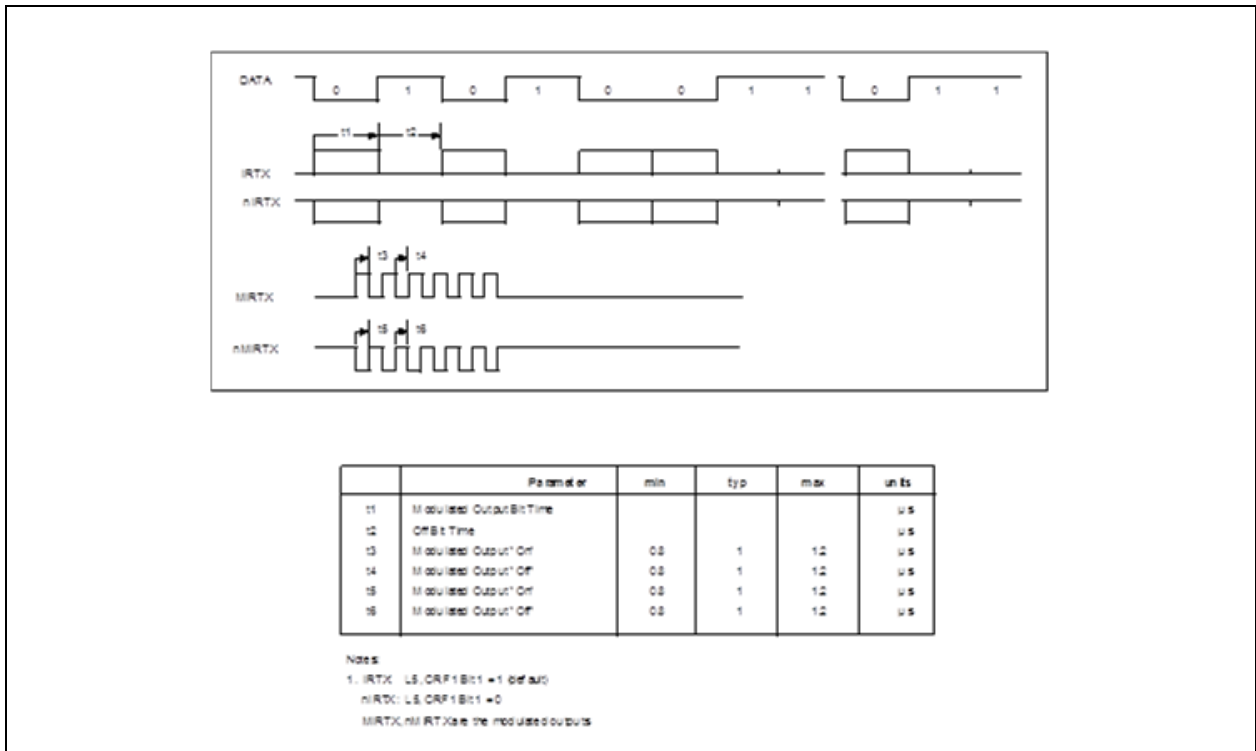 DATA 0 1 0 1 0 0 1 1 0 1 1
t1 t2
IRTX
nIRTX
t3 t4
MIRTX
t5 t6
nMIRTX
Parameter min typ max units
t1 Modulated Output Bit Time µs
t2 Off Bit Time µs
t3 Modulated Output "On" 0.8 1 1.2 µs
t4 Modulated Output "Off" 0.8 1 1.2 µs
t5 Modulated Output "On" 0.8 1 1.2 µs
t6 Modulated Output "Off" 0.8 1 1.2 µs
Notes:
1. IRTX: L5, CRF1 Bit 1 = 1 (default)
nIRTX: L5, CRF1 Bit 1 = 0
MIRTX, nMIRTX are the modulated outputs